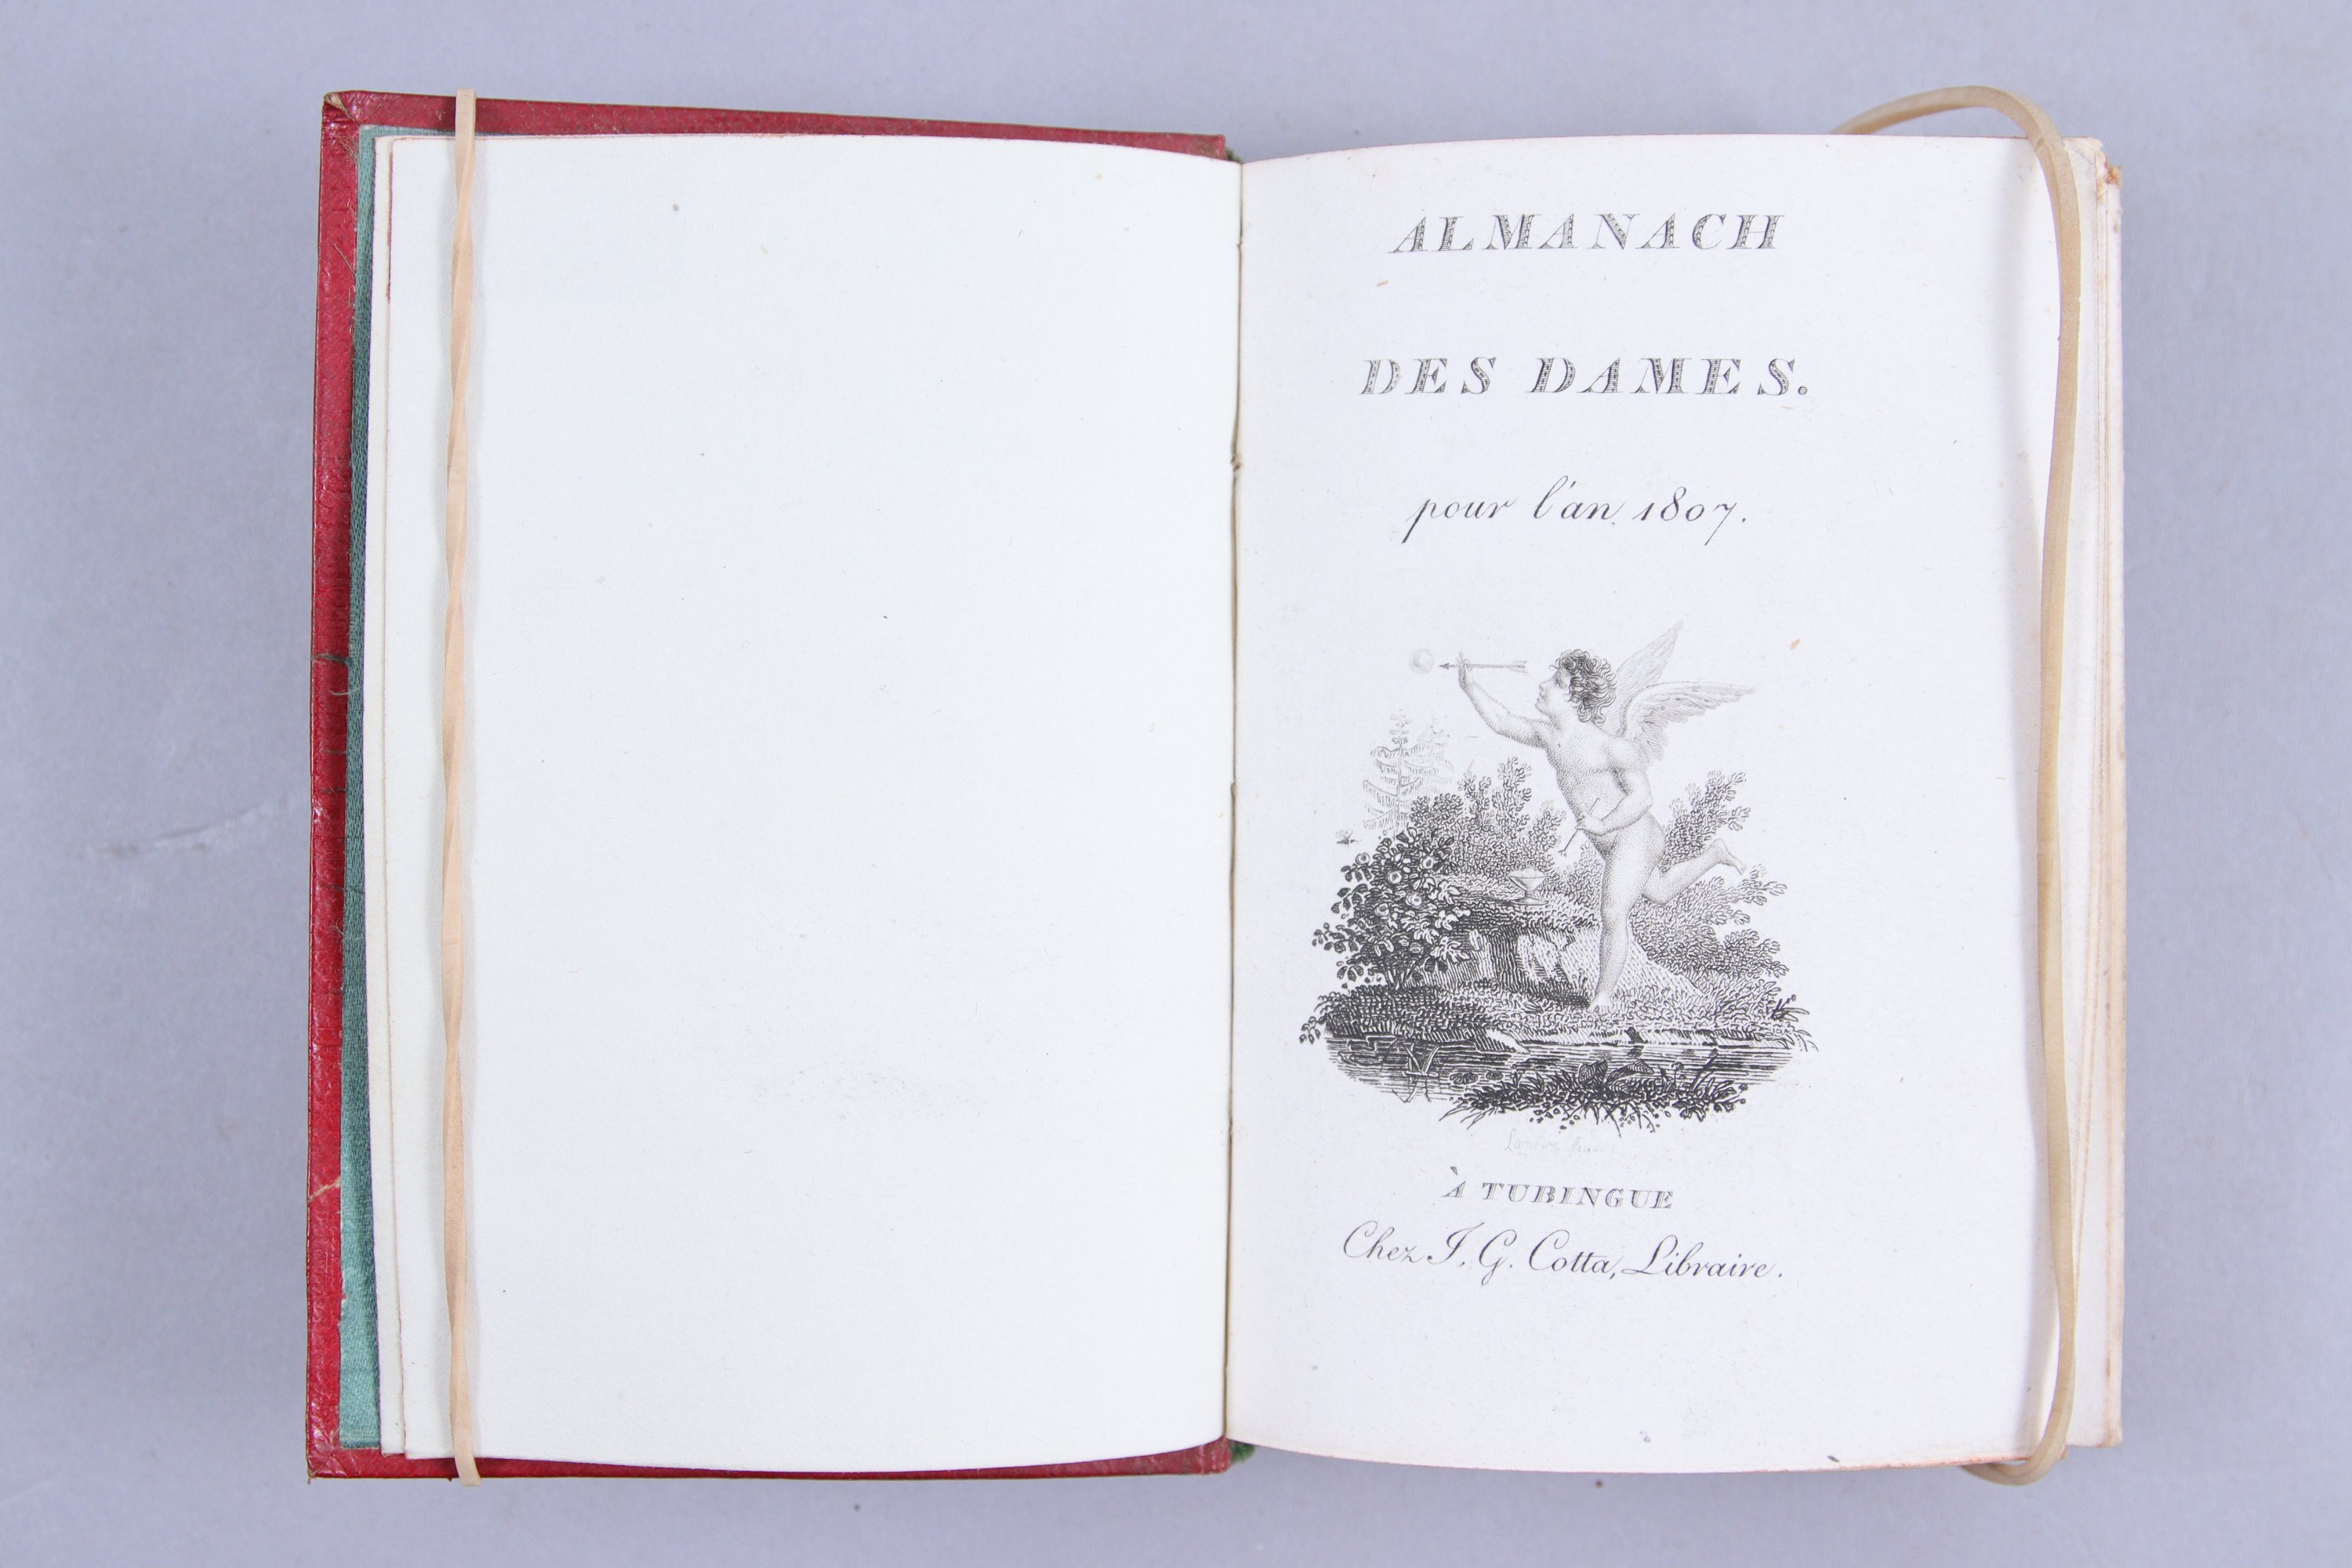 ALMANACH
DES DAMES.
pour l'an 1807.
À TUBINGUE
Chez J. G. Cotta, Libraire.